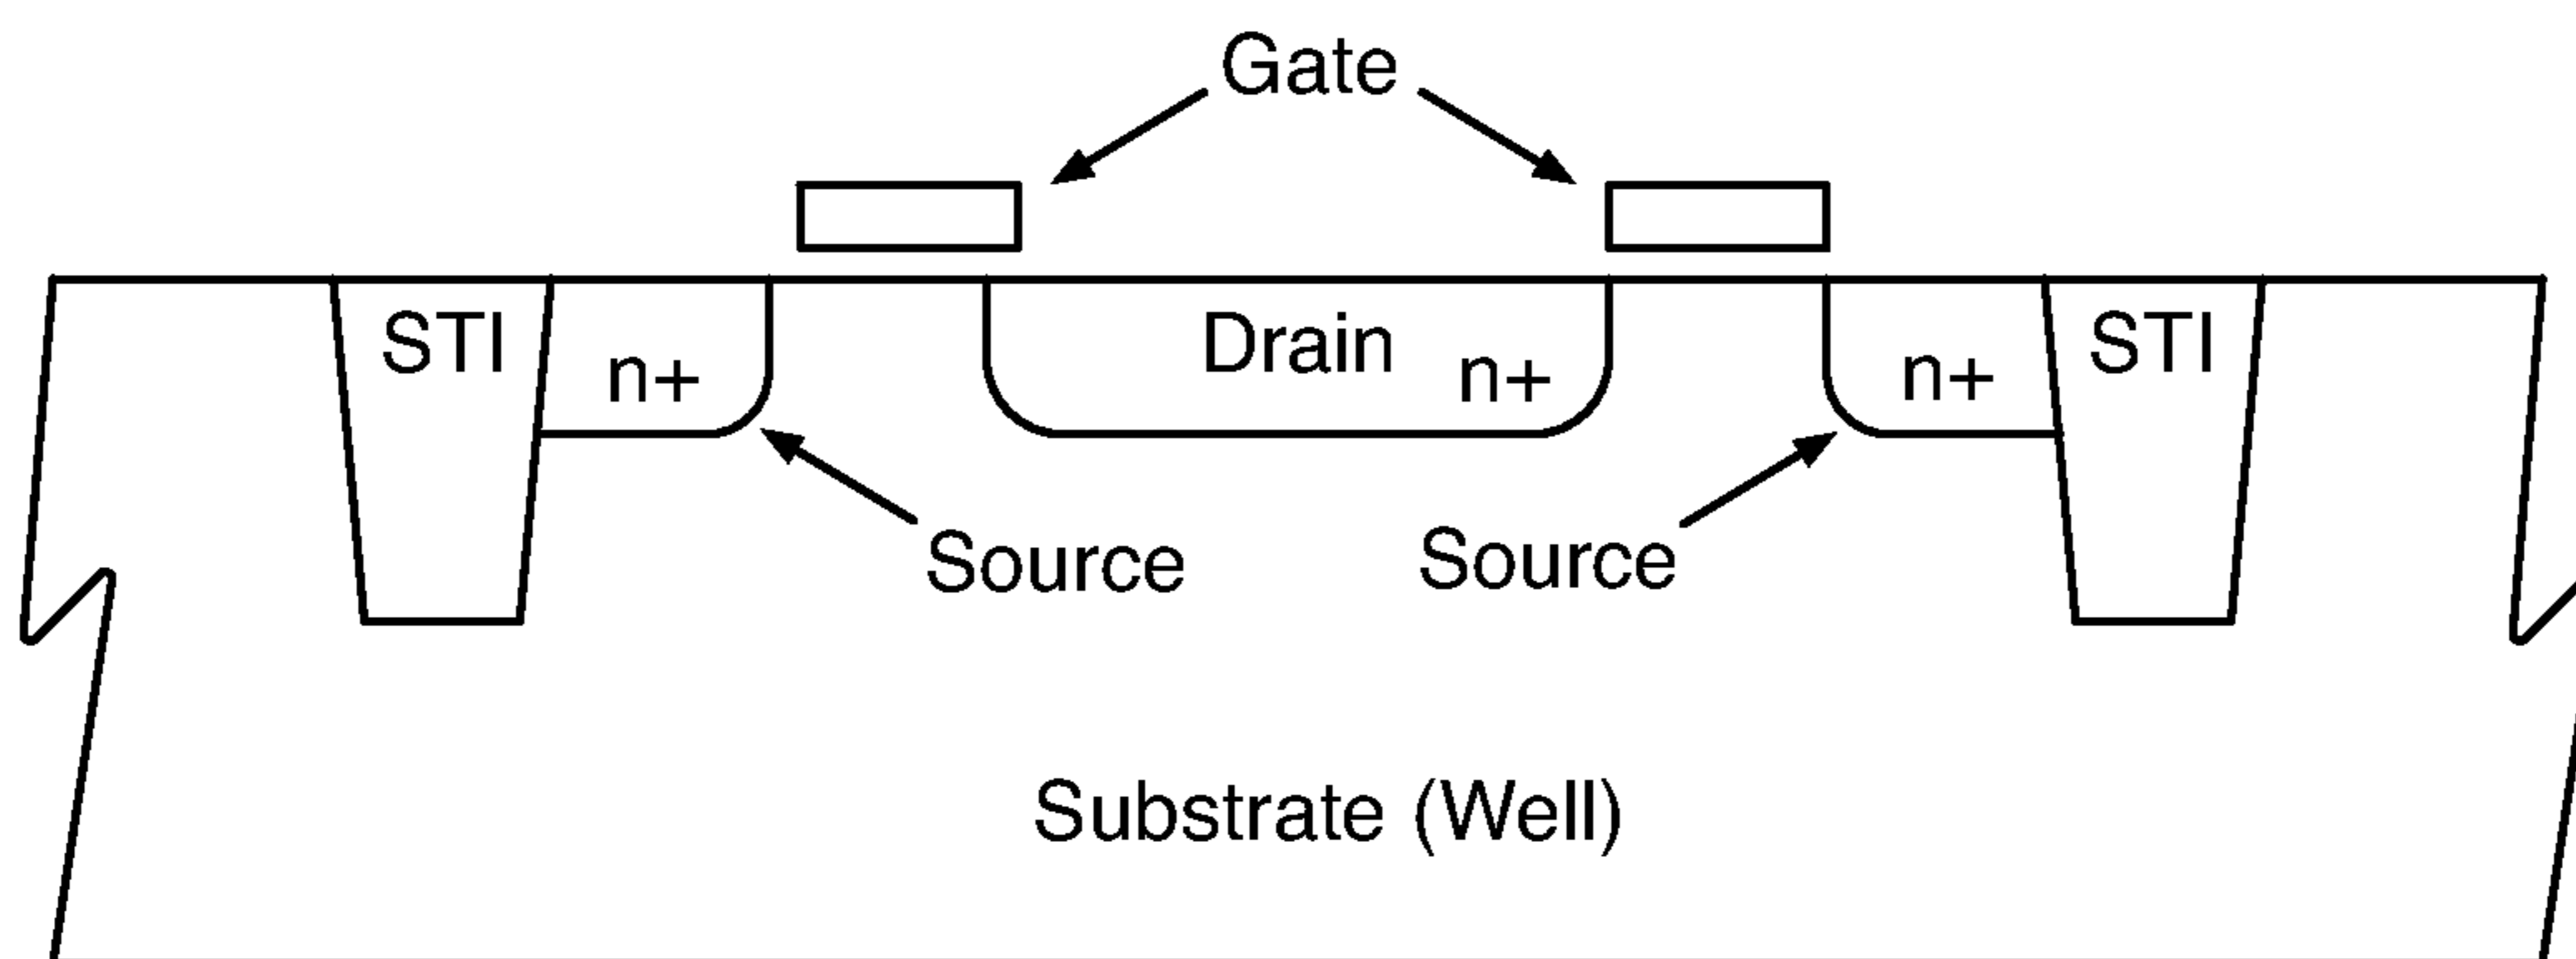 Gate
STI
n+
Drain
n+
n+
STI
Source
Source
Substrate (Well)